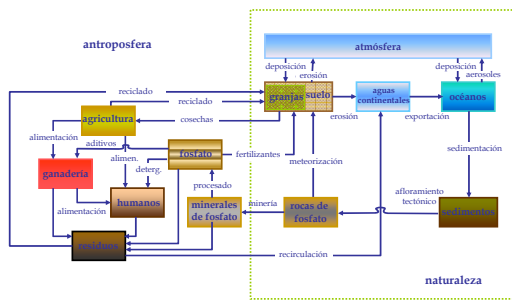 antroposfera
atmósfera
deposición
erosión
deposición
aerosoles
reciclado
reciclado
granjas
suelo
aguas
continentales
océanos
cosechas
erosión
exportación
agricultura
alimentación
aditivos
alimen.
fosfato
fertilizantes
meteorización
sedimentación
deterg.
ganadería
procesado
afloramiento
tectónico
alimentación
humanos
minerales
de fosfato
minería
rocas de
fosfato
sedimentos
residuos
recirculación
naturaleza